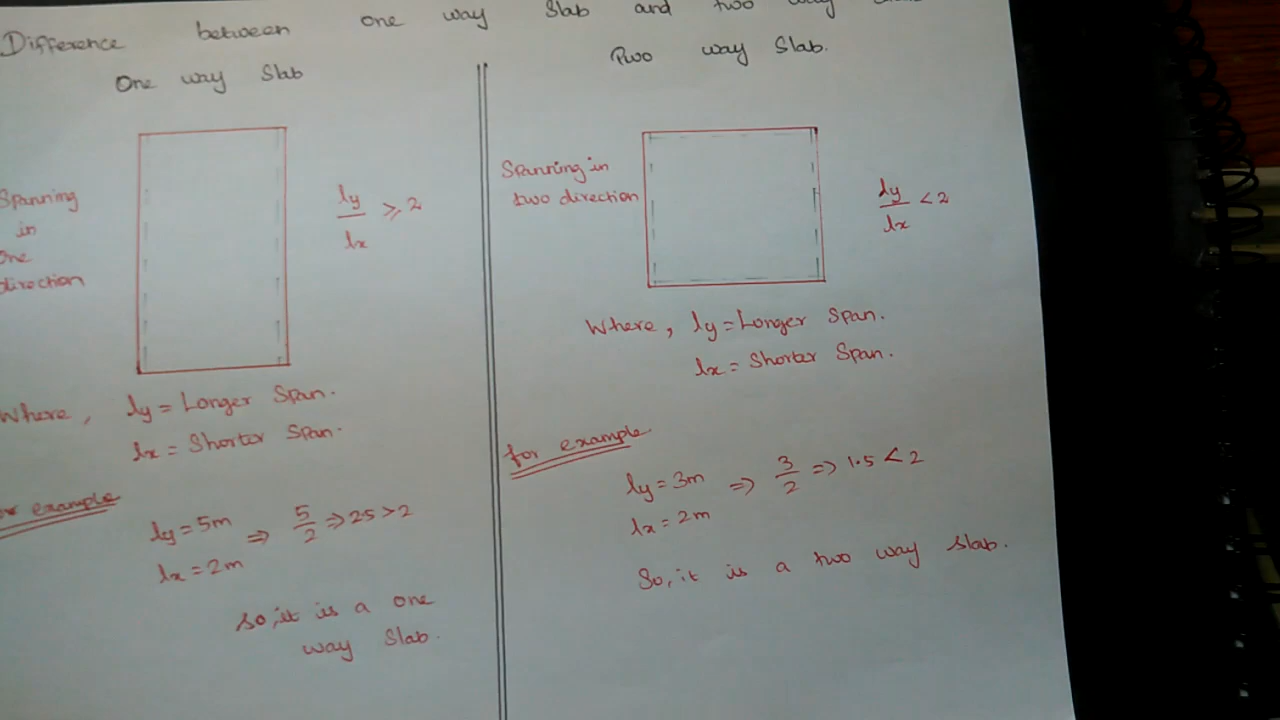 Difference between one way Slab and two way
One way Slab
Spanning
in
One
direction
ly
lx
⩾ 2
Where, ly = Longer Span.
lx = Shorter Span.
example
ly = 5m ⇒ 5/2 ⇒ 25 > 2
lx = 2m
So, it is a one
way Slab.
Two way Slab.
Spanning in
two direction
ly
lx
< 2
Where, ly = Longer Span.
lx = Shorter Span.
for example
ly = 3m ⇒ 3/2 ⇒ 1.5 < 2
lx = 2m
So, it is a two way slab.